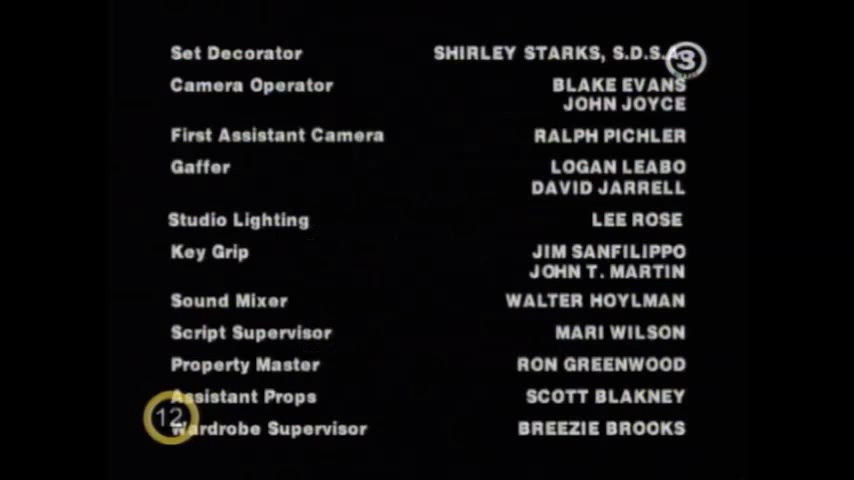 Set Decorator SHIRLEY STARKS, S.D.S.A.
3
Camera Operator BLAKE EVANS
JOHN JOYCE
First Assistant Camera RALPH PICHLER
Gaffer LOGAN LEABO
DAVID JARRELL
Studio Lighting LEE ROSE
Key Grip JIM SANFILIPPO
JOHN T. MARTIN
Sound Mixer WALTER HOYLMAN
Script Supervisor MARI WILSON
Property Master RON GREENWOOD
Assistant Props SCOTT BLAKNEY
12
Wardrobe Supervisor BREEZIE BROOKS